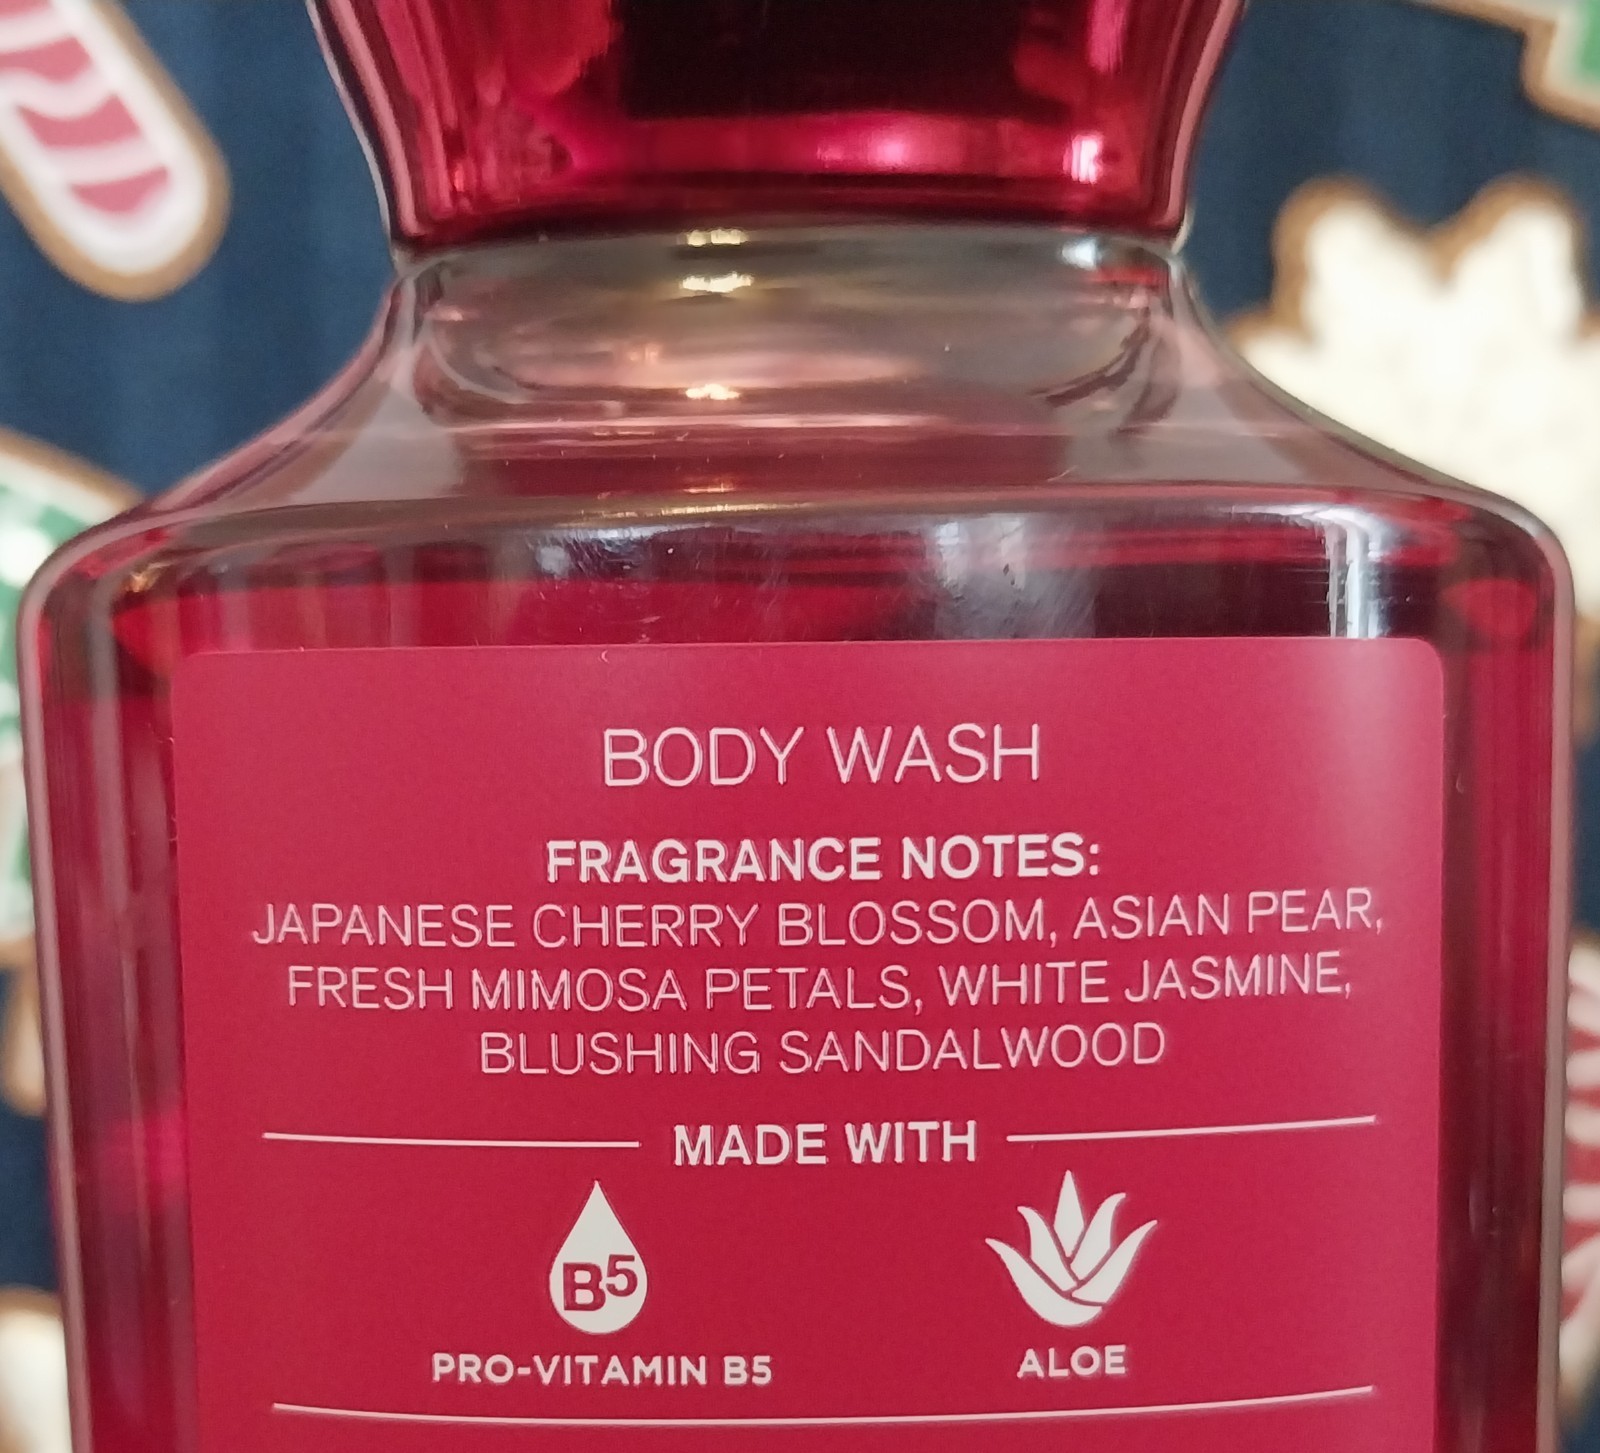 BODY WASH
FRAGRANCE NOTES:
JAPANESE CHERRY BLOSSOM, ASIAN PEAR,
FRESH MIMOSA PETALS, WHITE JASMINE,
BLUSHING SANDALWOOD
MADE WITH
B5
PRO-VITAMIN B5
ALOE